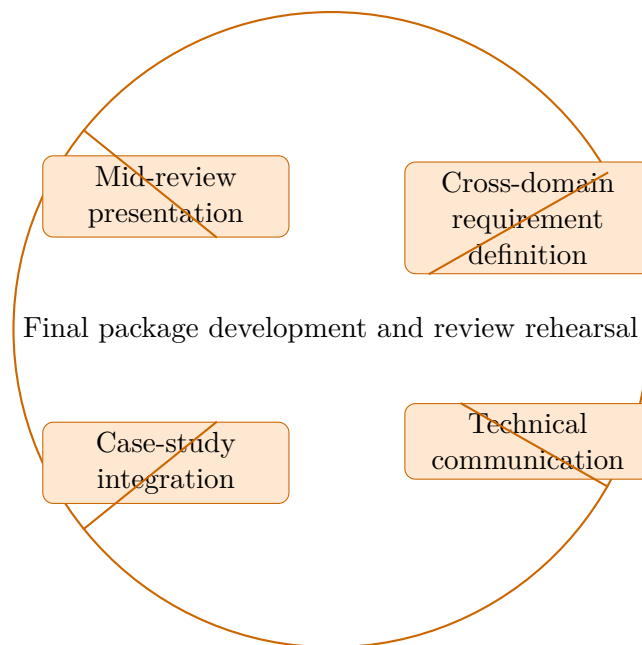 Mid-review
presentation
Cross-domain
requirement
definition
Final package development and review rehearsal
Case-study
integration
Technical
communication